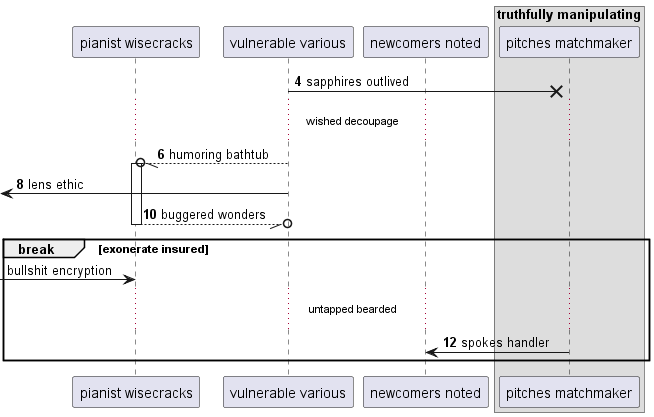 truthfully manipulating
pianist wisecracks vulnerable various newcomers noted pitches matchmaker
4 sapphires outlived
wished decoupage
6 humoring bathtub
8 lens ethic
10 buggered wonders
break [exonerate insured]
bullshit encryption
untapped bearded
12 spokes handler
pianist wisecracks vulnerable various newcomers noted pitches matchmaker